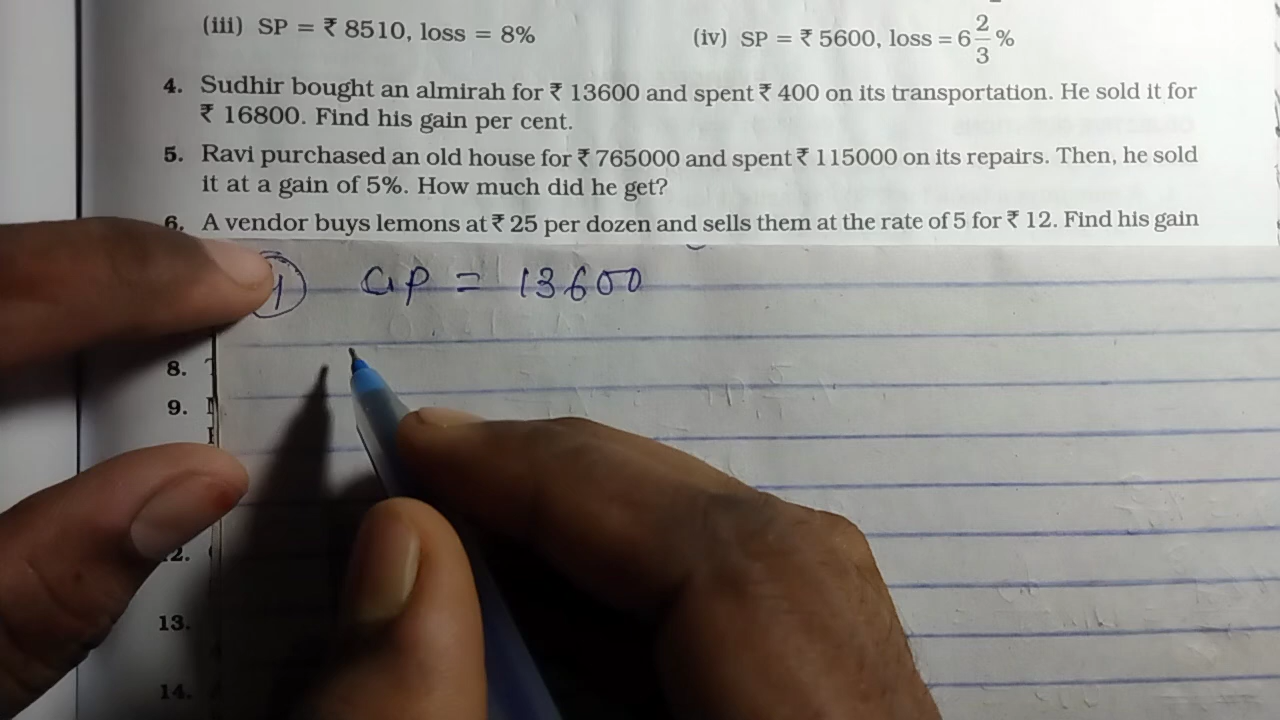 (iii) SP = ₹ 8510, loss = 8% (iv) SP = ₹ 5600, loss = 6 2/3 %
4. Sudhir bought an almirah for ₹ 13600 and spent ₹ 400 on its transportation. He sold it for
₹ 16800. Find his gain per cent.
5. Ravi purchased an old house for ₹ 765000 and spent ₹ 115000 on its repairs. Then, he sold
it at a gain of 5%. How much did he get?
6. A vendor buys lemons at ₹ 25 per dozen and sells them at the rate of 5 for ₹ 12. Find his gain
CP = 13600
8.
9.
13.
14.